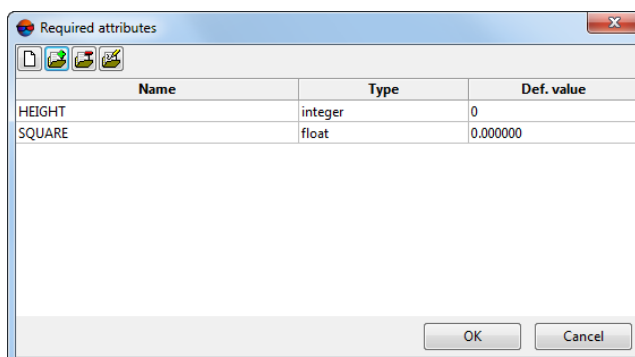 Required attributes
Name Type Def. value
HEIGHT integer 0
SQUARE float 0.000000
OK Cancel